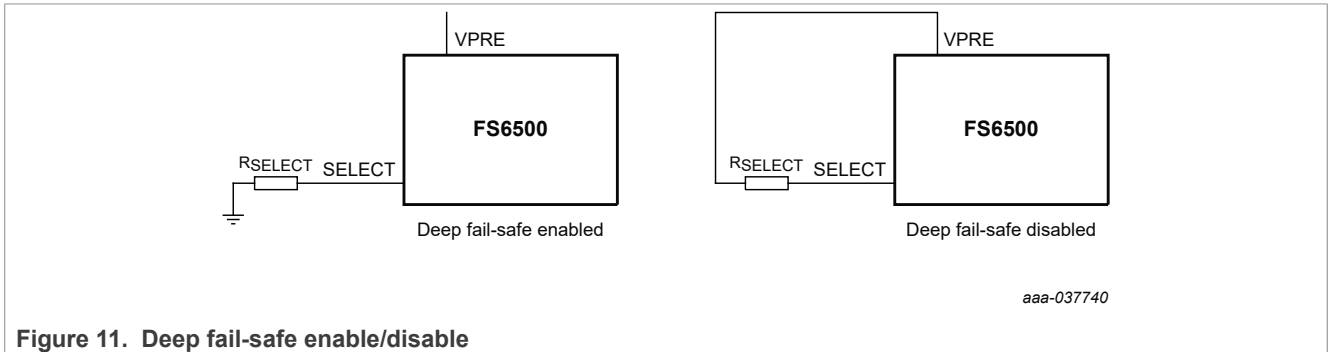 VPRE
FS6500
RSELECT SELECT
Deep fail-safe enabled
VPRE
FS6500
RSELECT SELECT
Deep fail-safe disabled
aaa-037740
Figure 11. Deep fail-safe enable/disable